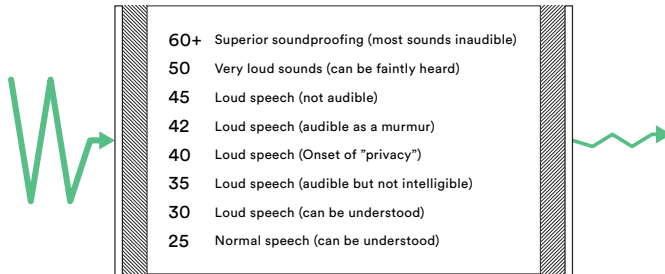 60+ Superior soundproofing (most sounds inaudible)
50 Very loud sounds (can be faintly heard)
45 Loud speech (not audible)
42 Loud speech (audible as a murmur)
40 Loud speech (Onset of ”privacy”)
35 Loud speech (audible but not intelligible)
30 Loud speech (can be understood)
25 Normal speech (can be understood)